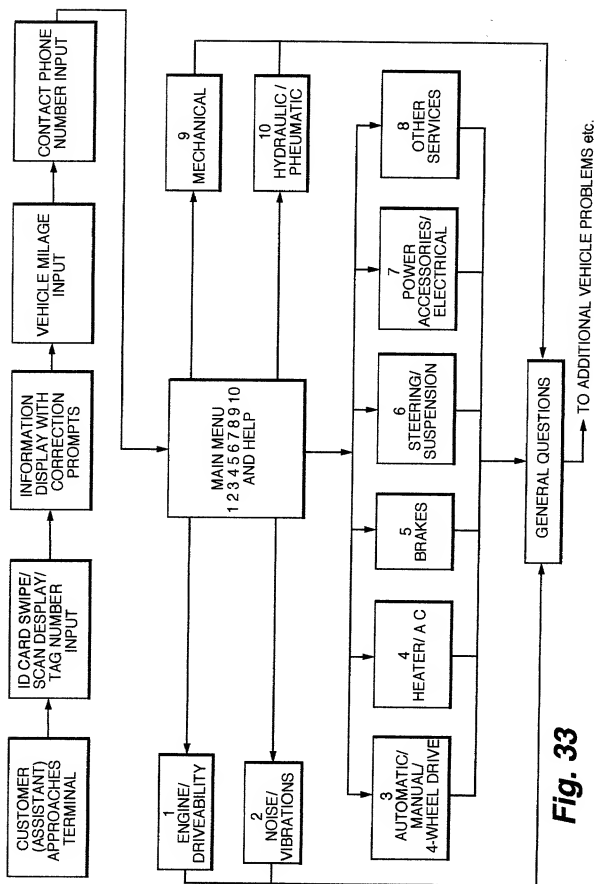 CUSTOMER
(ASSISTANT)
APPROACHES
TERMINAL
ID CARD SWIPE/
SCAN DESPLAY/
TAG NUMBER
INPUT
INFORMATION
DISPLAY WITH
CORRECTION
PROMPTS
VEHICLE MILAGE
INPUT
CONTACT PHONE
NUMBER INPUT
MAIN MENU
1 2 3 4 5 6 7 8 9 10
AND HELP
1
ENGINE/
DRIVEABILITY
2
NOISE/
VIBRATIONS
9
MECHANICAL
10
HYDRAULIC/
PHEUMATIC
3
AUTOMATIC/
MANUAL/
4-WHEEL DRIVE
4
HEATER/ A C
5
BRAKES
6
STEERING/
SUSPENSION
7
POWER
ACCESSORIES/
ELECTRICAL
8
OTHER
SERVICES
GENERAL QUESTIONS
TO ADDITIONAL VEHICLE PROBLEMS etc.
Fig. 33